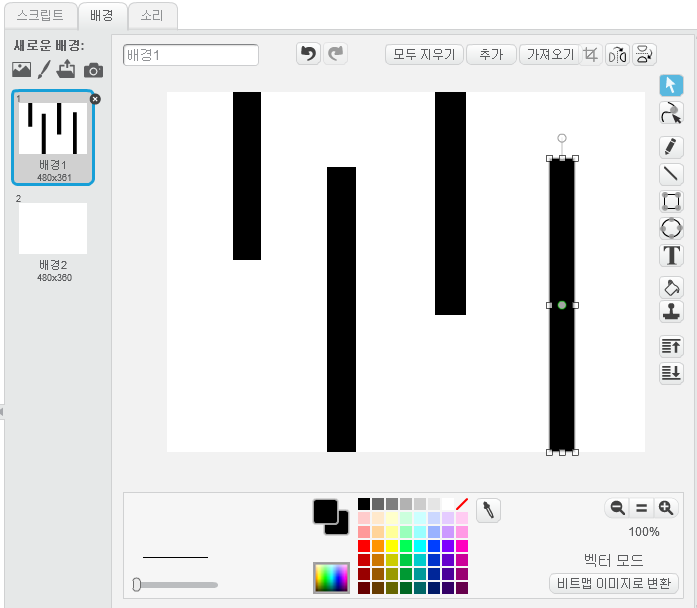 스크립트
배경
소리
새로운 배경:
배경1
모두 지우기
추가
가져오기
1
배경1
480x361
2
배경2
480x360
T
100%
벡터 모드
비트맵 이미지로 변환